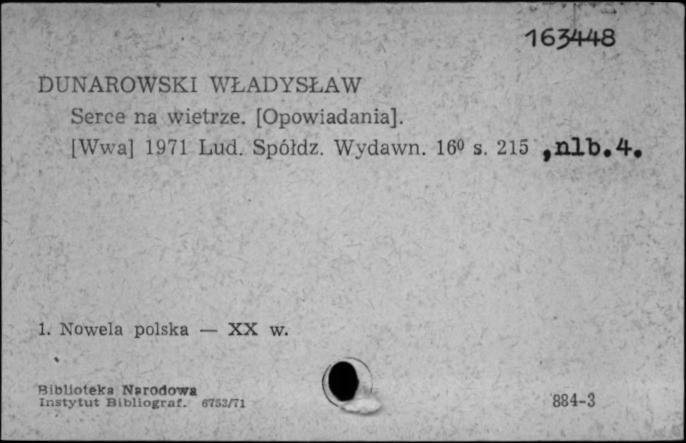 163448
DUNAROWSKI WŁADYSŁAW
Serce na wietrze. [Opowiadania].
[Wwa] 1971 Lud. Spółdz. Wydawn. 16⁰ s. 215 ,nlb.4.
1. Nowela polska — XX w.
Biblioteka Narodowa
Instytut Bibliograf. 6753/71
884-3